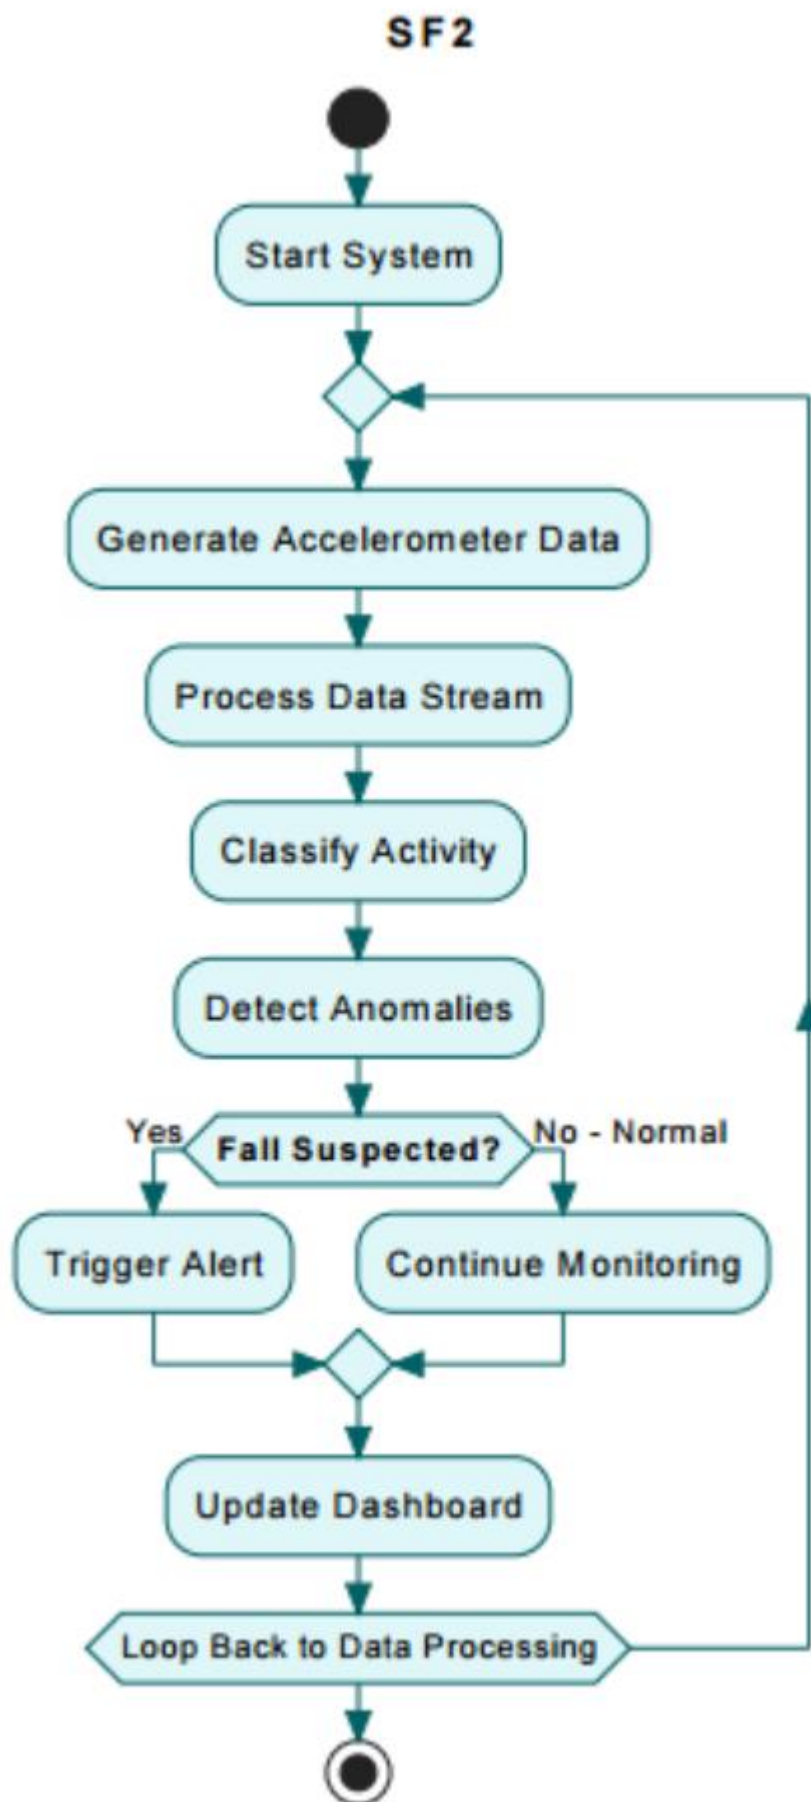 SF2
Start System
Generate Accelerometer Data
Process Data Stream
Classify Activity
Detect Anomalies
Yes
Fall Suspected?
No - Normal
Trigger Alert
Continue Monitoring
Update Dashboard
Loop Back to Data Processing